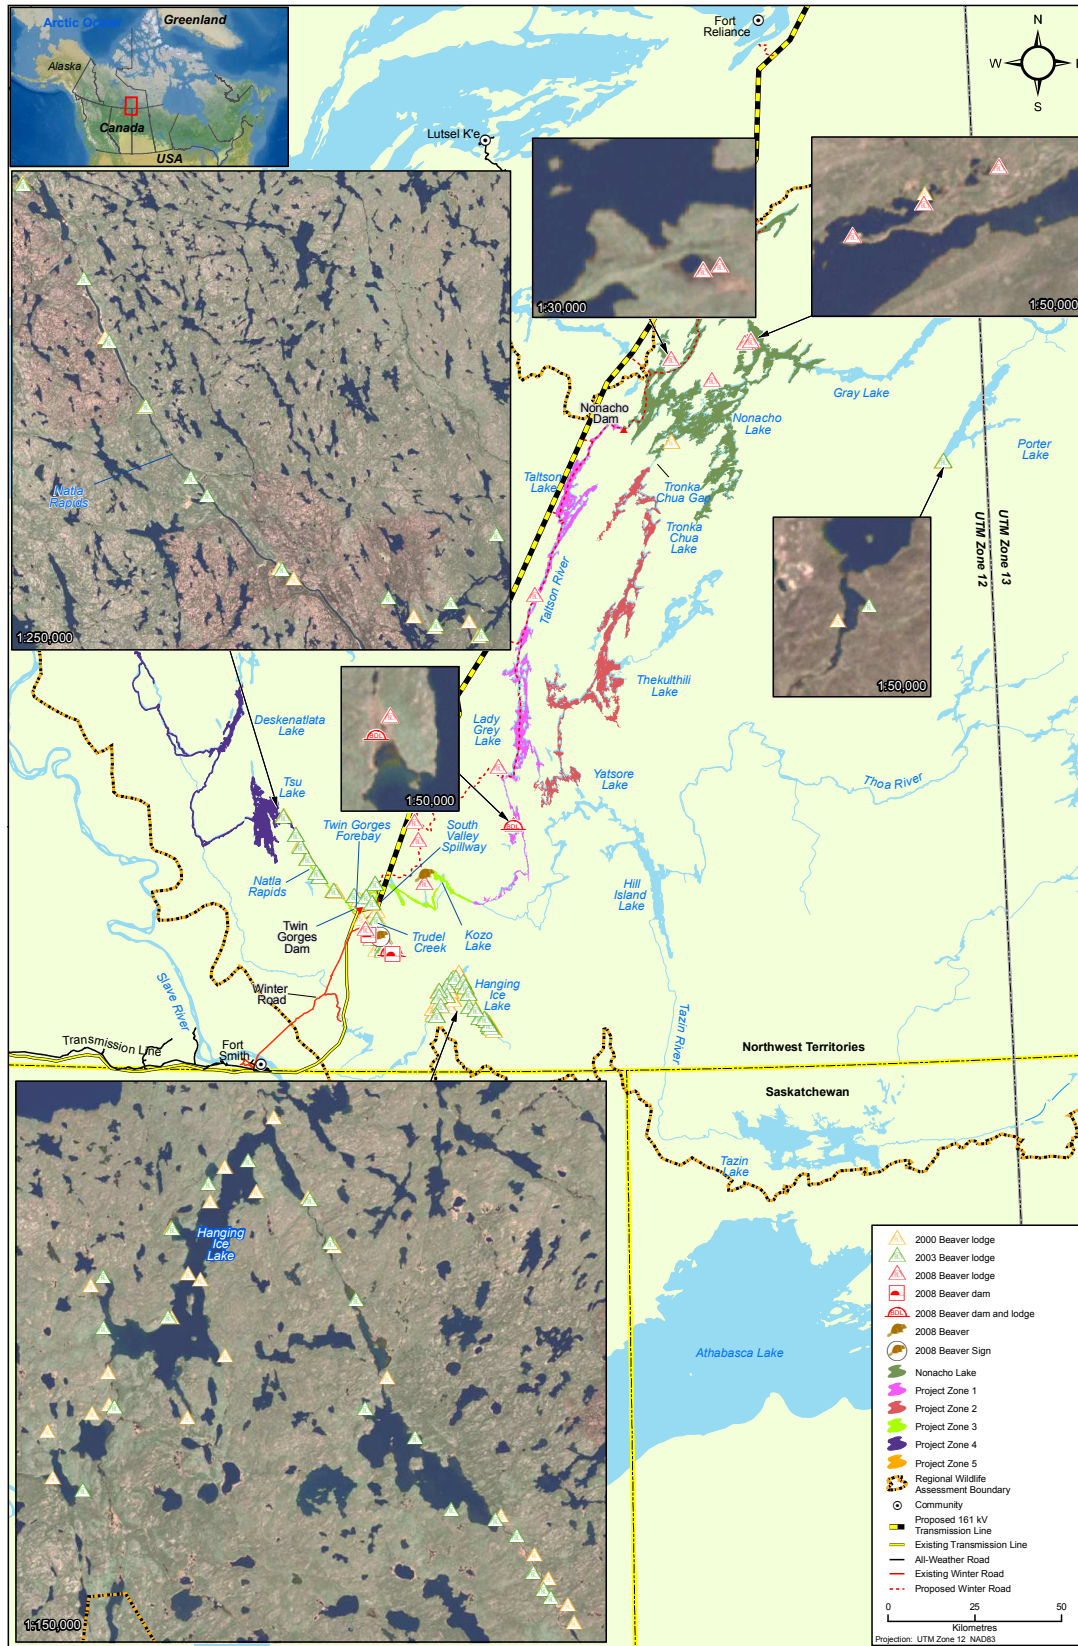 Arctic Oc
Greenland
Alaska
Canada
USA
Fort
Reliance
N
W
E
S
Lutsel K'e
1:30,000
1:50,000
Gray Lake
Nonacho
Dam
Nonacho
Lake
Porter
Lake
Taltson
Lake
Tronka
Chua Gap
Tronka
Chua
Lake
UTM Zone 12
UTM Zone 13
Natla
Rapids
1:250,000
Taltson River
1:50,000
Thekulthili
Lake
Deskenatlata
Lake
Lady
Grey
Lake
BDL
1:50,000
Yatsore
Lake
Thoa River
Tsu
Lake
Twin Gorges
Forebay
South
Valley
Spillway
BDL
Natla
Rapids
Hill
Island
Lake
Twin
Gorges
Dam
Trudel
Creek
Kozo
Lake
Slave River
Winter
Road
Hanging
Ice
Lake
Tazin River
Transmission Line
Fort
Smith
Northwest Territories
Saskatchewan
Tazin
Lake
Hanging
Ice
Lake
Athabasca Lake
1:150,000
2000 Beaver lodge
2003 Beaver lodge
2008 Beaver lodge
2008 Beaver dam
BDL 2008 Beaver dam and lodge
2008 Beaver
2008 Beaver Sign
Nonacho Lake
Project Zone 1
Project Zone 2
Project Zone 3
Project Zone 4
Project Zone 5
Regional Wildlife
Assessment Boundary
Community
Proposed 161 kV
Transmission Line
Existing Transmission Line
All-Weather Road
Existing Winter Road
Proposed Winter Road
0 25 50
Kilometres
Projection: UTM Zone 12 NAD83